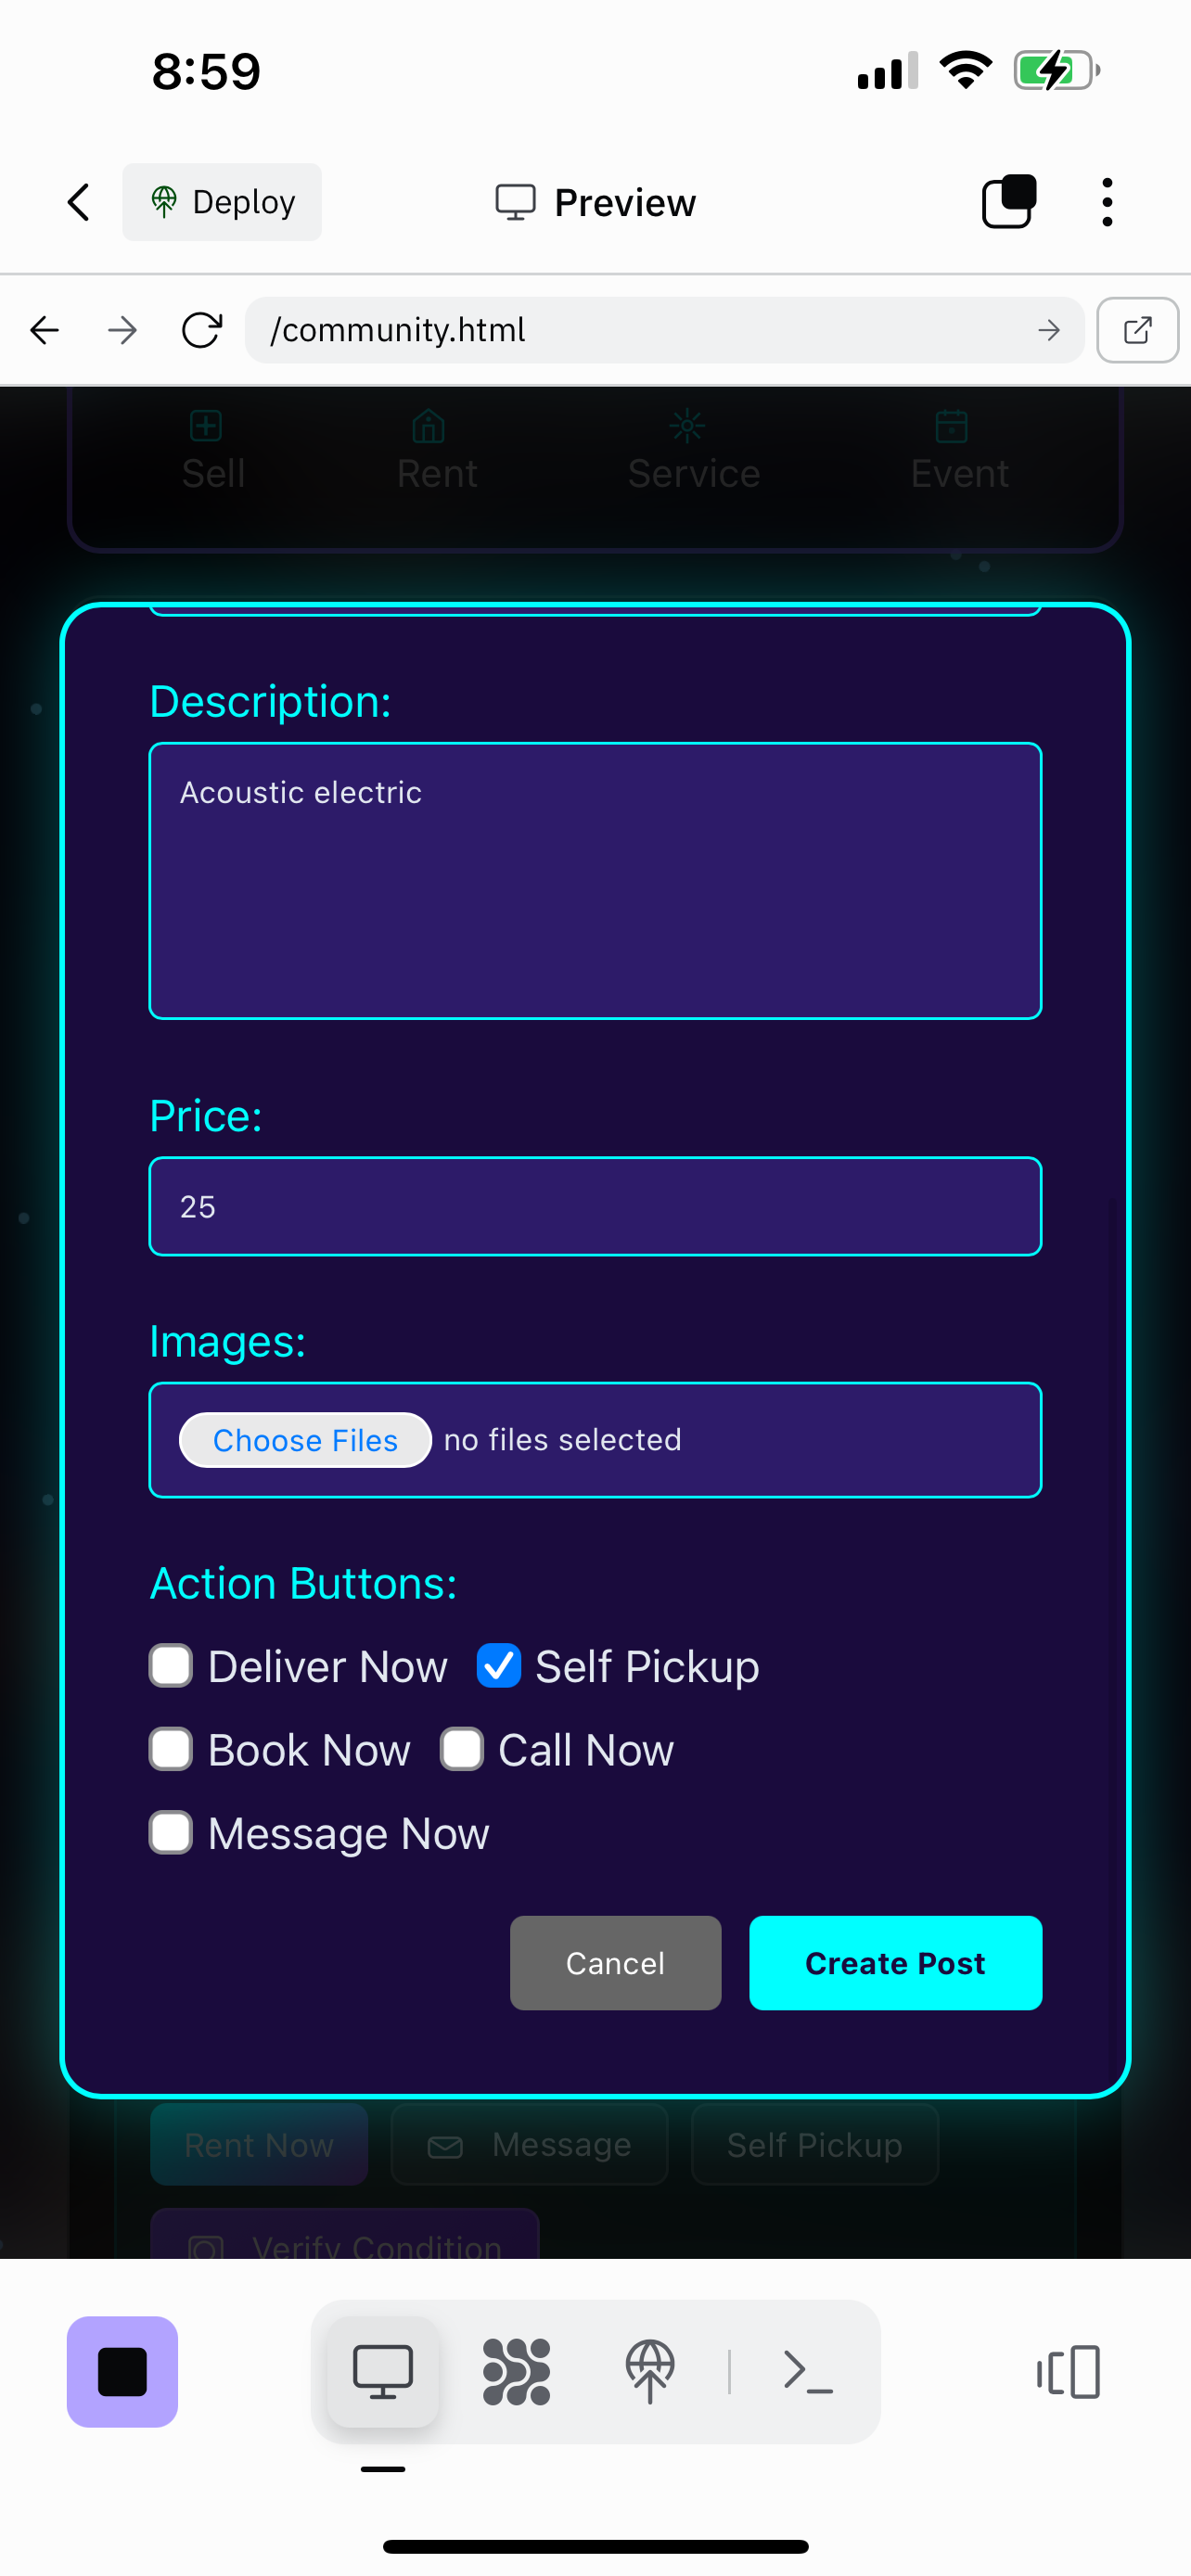 8:59
Deploy
Preview
/community.html
Sell Rent Service Event
Description:
Acoustic electric
Price:
25
Images:
Choose Files no files selected
Action Buttons:
Deliver Now Self Pickup
Book Now Call Now
Message Now
Cancel Create Post
Rent Now Message Self Pickup
Verify Condition